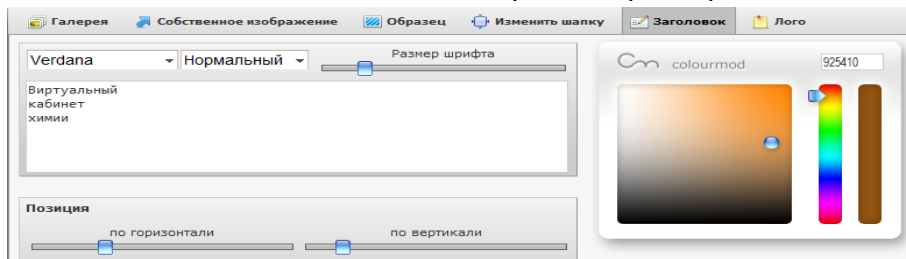 Галерея Собственное изображение Образец Изменить шапку Заголовок Лого
Verdana Нормальный Размер шрифта
Виртуальный
кабинет
химии
Позиция
по горизонтали по вертикали
Cm colourmod 925410